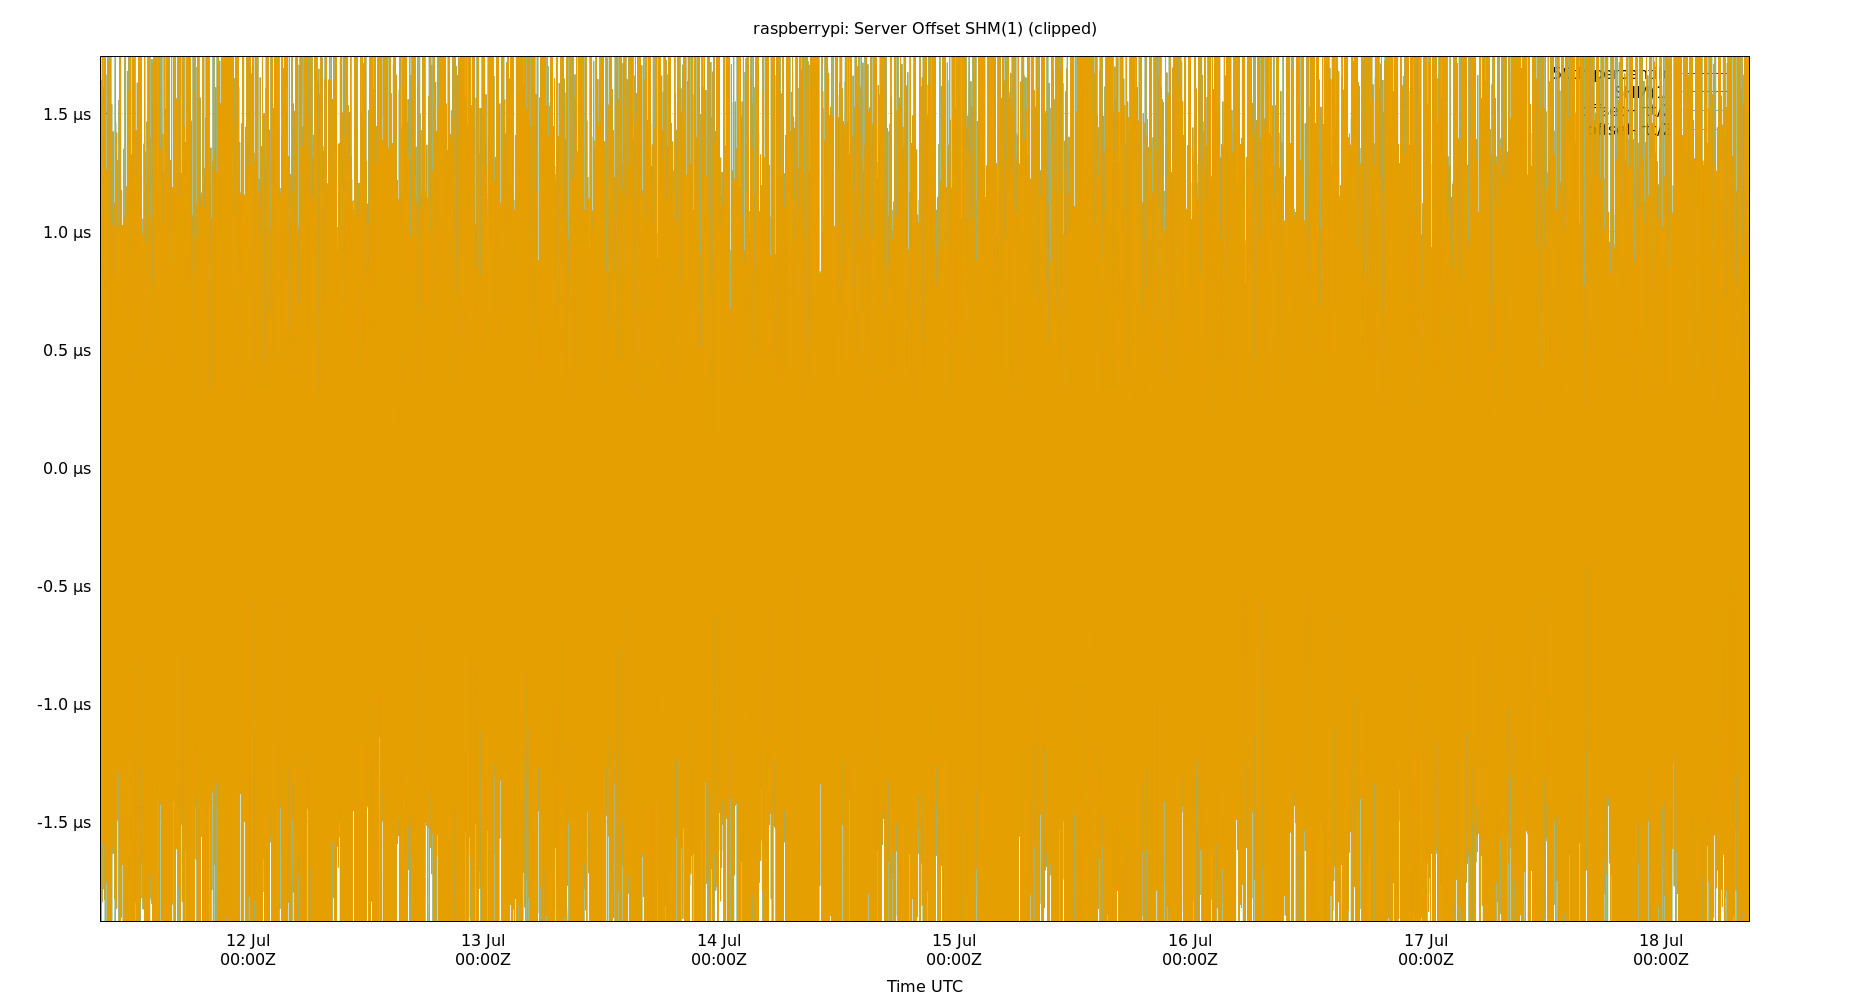 raspberrypi: Server Offset SHM(1) (clipped)
1.5 µs
1.0 µs
0.5 µs
0.0 µs
-0.5 µs
-1.0 µs
-1.5 µs
12 Jul 13 Jul 14 Jul 15 Jul 16 Jul 17 Jul 18 Jul
00:00Z 00:00Z 00:00Z 00:00Z 00:00Z 00:00Z 00:00Z
Time UTC